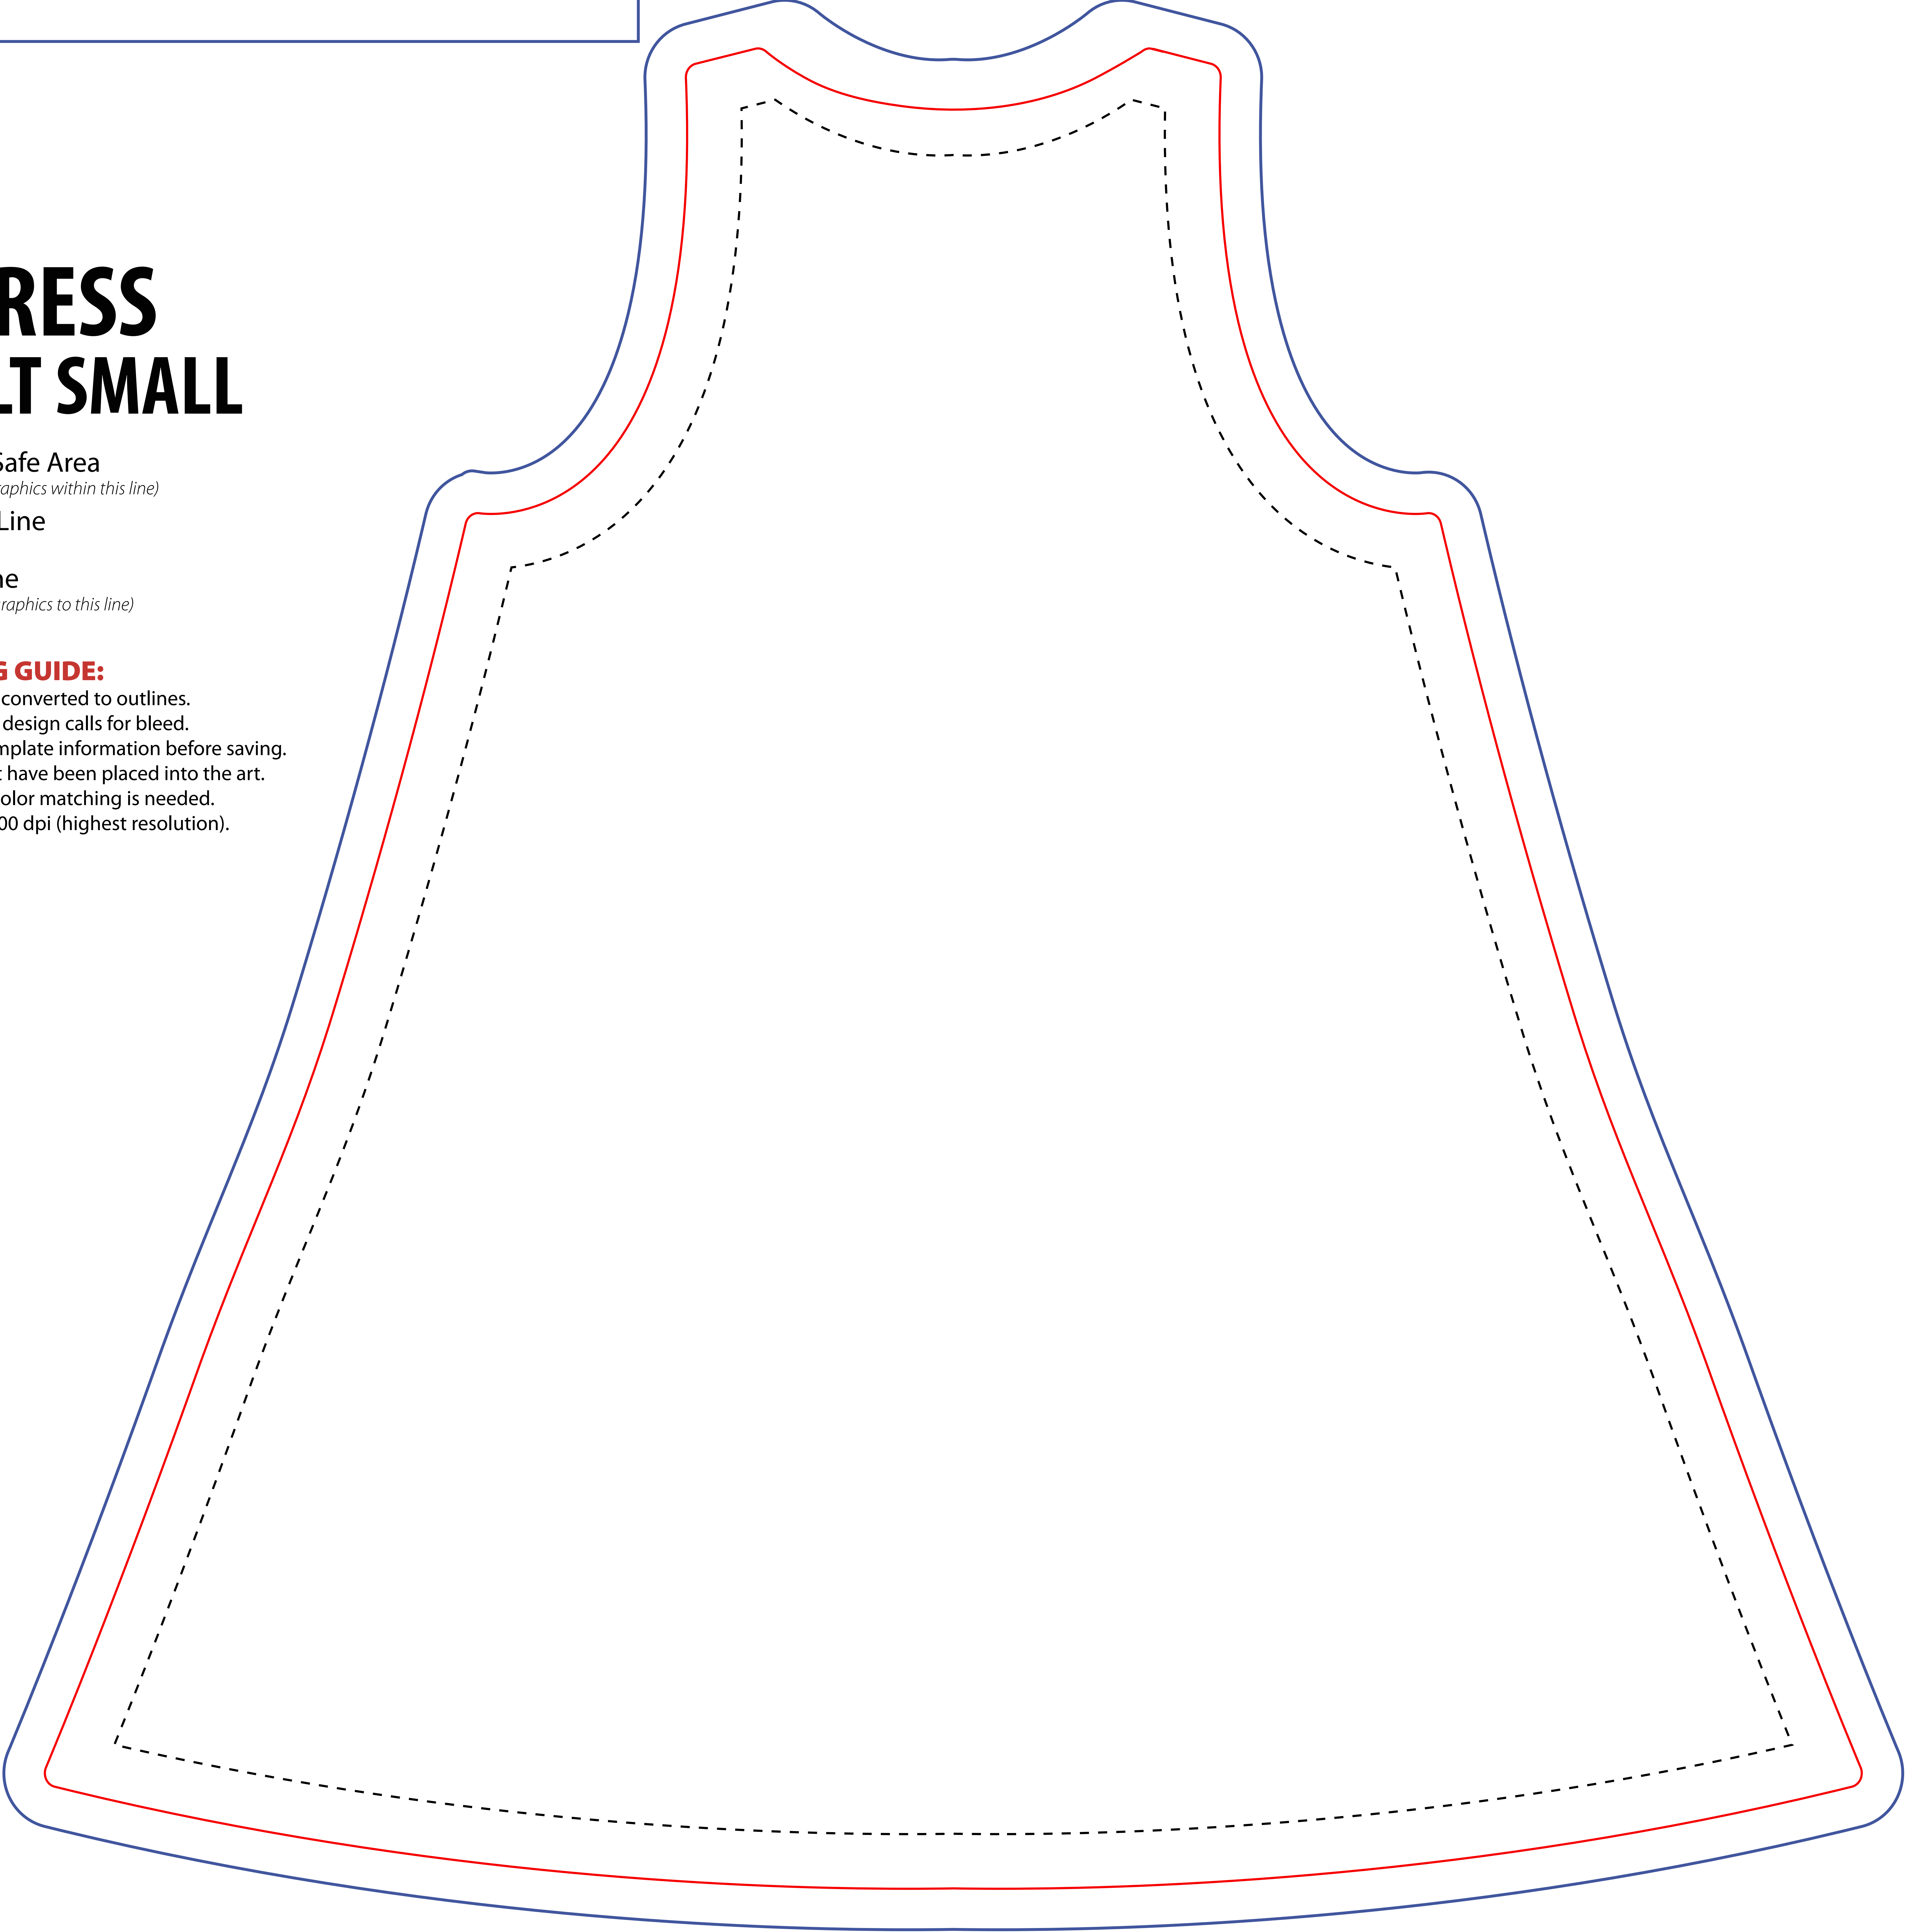 RESS
LT SMALL
Safe Area
raphics within this line)
Line
ne
raphics to this line)
G GUIDE:
converted to outlines.
design calls for bleed.
mplate information before saving.
t have been placed into the art.
olor matching is needed.
00 dpi (highest resolution).